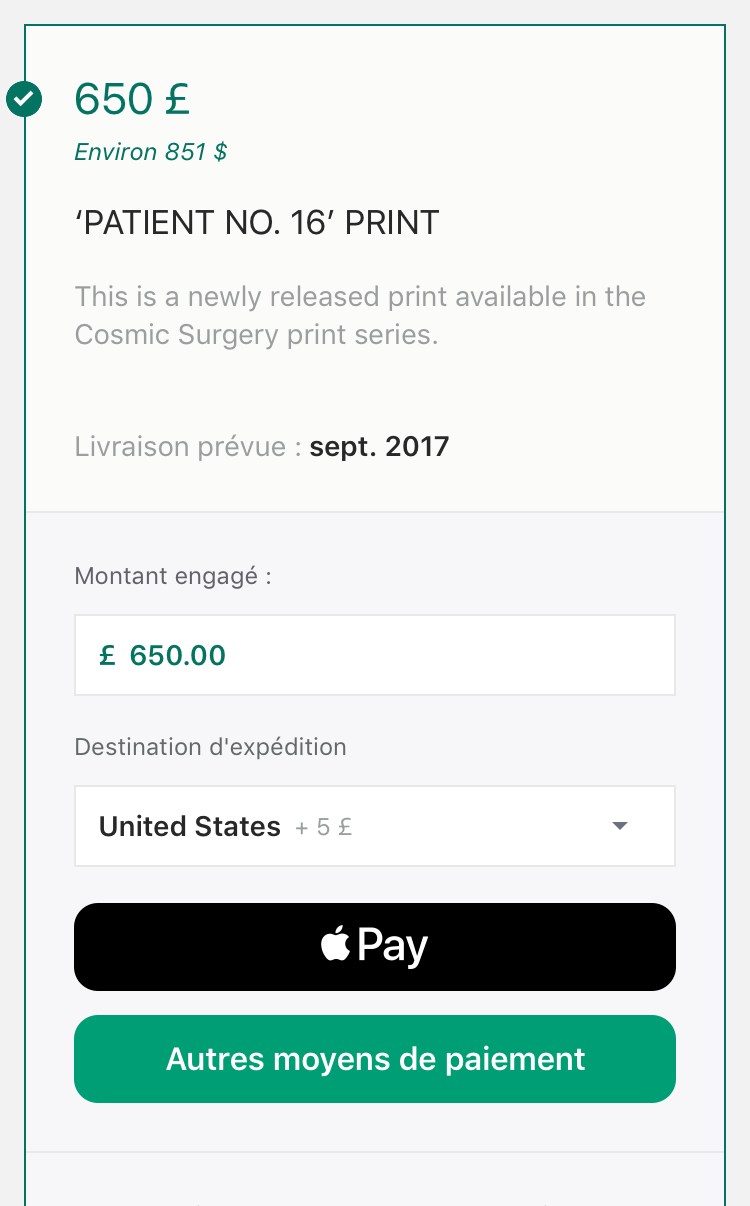 650 £
Environ 851 $
‘PATIENT NO. 16’ PRINT
This is a newly released print available in the
Cosmic Surgery print series.
Livraison prévue : sept. 2017
Montant engagé :
£ 650.00
Destination d'expédition
United States + 5 £
Pay
Autres moyens de paiement